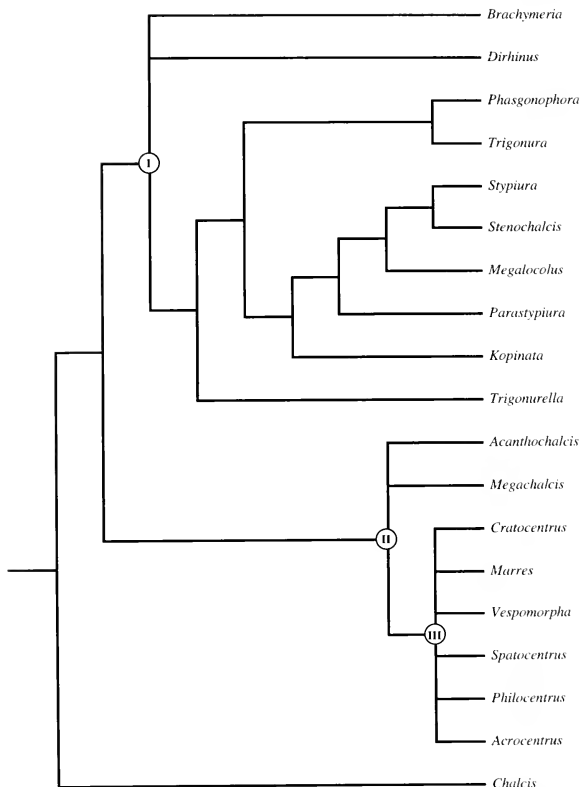 Brachymeria
Dirhinus
I
Phasgonophora
Trigonura
Stypiura
Stenochalcis
Megalocolus
Parastypiura
Kopinata
Trigonurella
Acanthochalcis
Megachalcis
II
Cratocentrus
Marres
Vespomorpha
III
Spatocentrus
Philocentrus
Acrocentrus
Chalcis